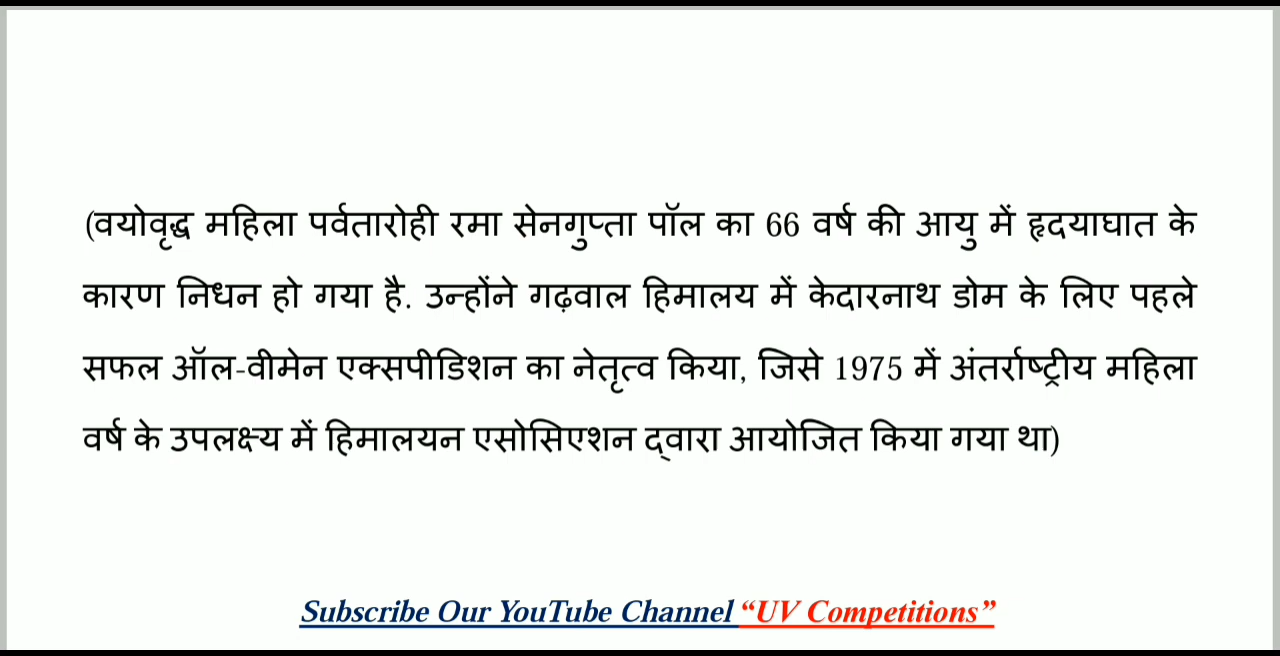 (वयोवृद्ध महिला पर्वतारोही रमा सेनगुप्ता पॉल का 66 वर्ष की आयु में हृदयाघात के
कारण निधन हो गया है. उन्होंने गढ़वाल हिमालय में केदारनाथ डोम के लिए पहले
सफल ऑल-वीमेन एक्सपीडिशन का नेतृत्व किया, जिसे 1975 में अंतर्राष्ट्रीय महिला
वर्ष के उपलक्ष्य में हिमालयन एसोसिएशन द्वारा आयोजित किया गया था)
Subscribe Our YouTube Channel “UV Competitions”